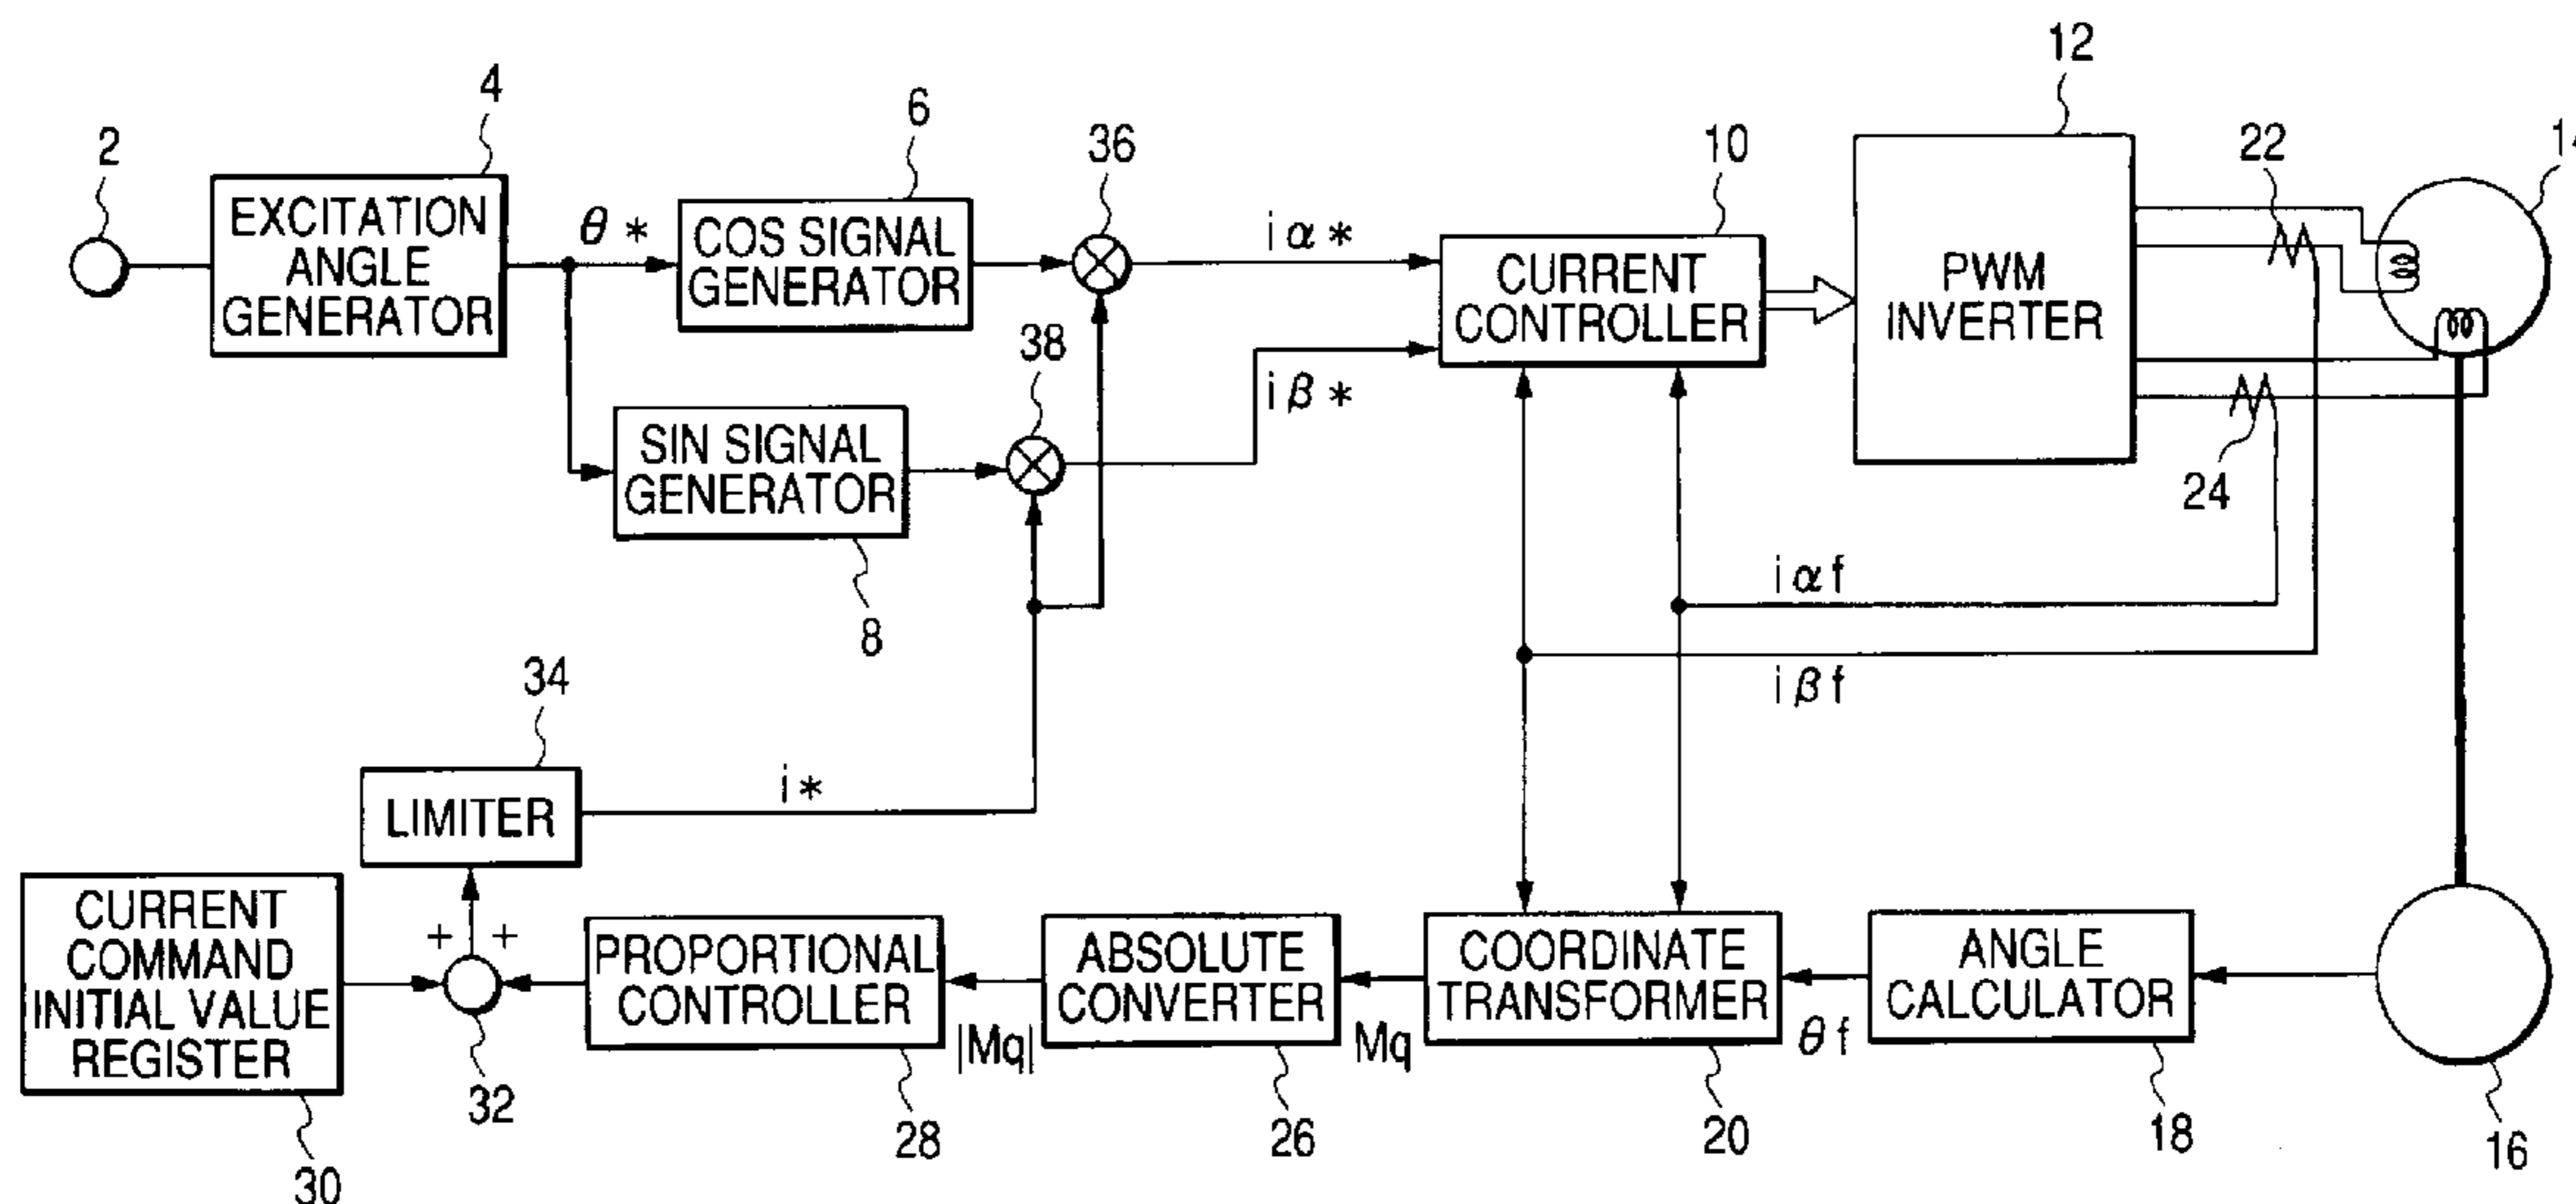 2
4
EXCITATION
ANGLE
GENERATOR
θ *
6
COS SIGNAL
GENERATOR
36
i α *
10
CURRENT
CONTROLLER
12
PWM
INVERTER
22
SIN SIGNAL
GENERATOR
8
38
i β *
24
i α f
i β f
34
LIMITER
i *
CURRENT
COMMAND
INITIAL VALUE
REGISTER
30
+ +
32
PROPORTIONAL
CONTROLLER
28
|Mq|
ABSOLUTE
CONVERTER
26
Mq
COORDINATE
TRANSFORMER
20
θ f
ANGLE
CALCULATOR
18
16